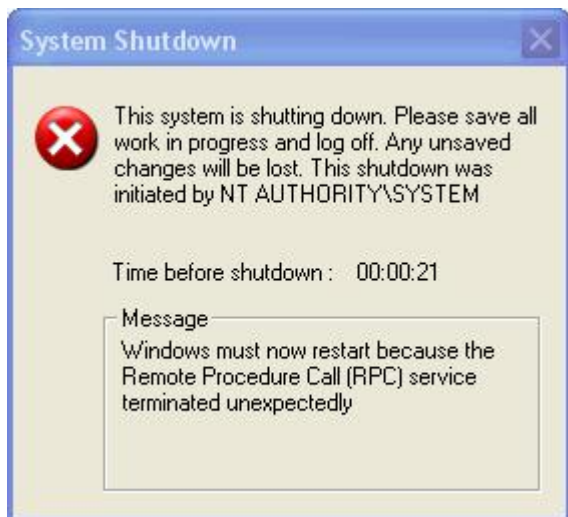 System Shutdown
This system is shutting down. Please save all
work in progress and log off. Any unsaved
changes will be lost. This shutdown was
initiated by NT AUTHORITY\SYSTEM
Time before shutdown : 00:00:21
Message
Windows must now restart because the
Remote Procedure Call (RPC) service
terminated unexpectedly